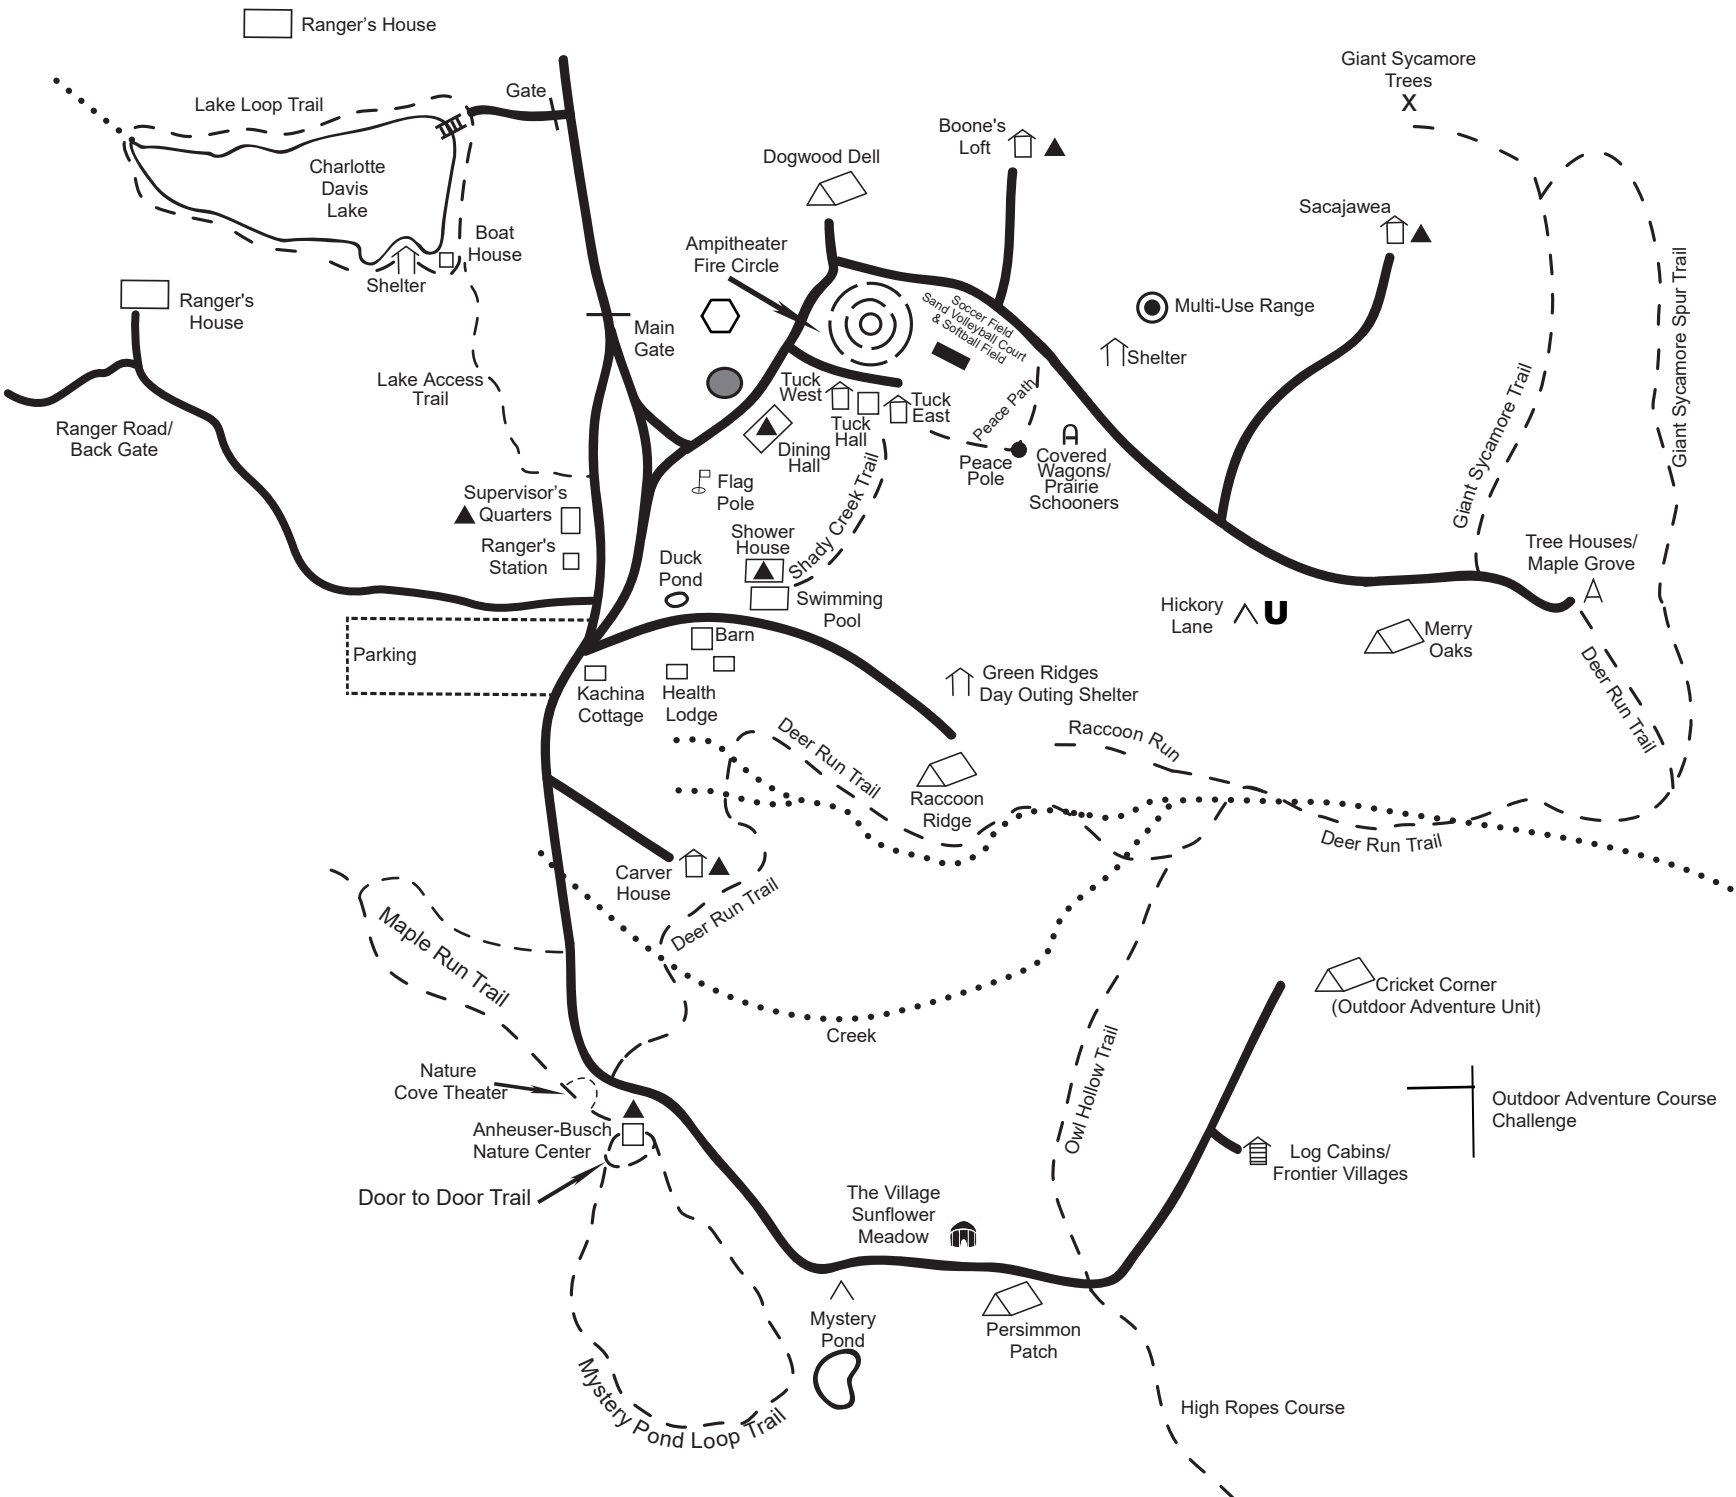 Ranger's House
Giant Sycamore
Trees
X
Gate
Lake Loop Trail
Boone's
Loft
Dogwood Dell
Charlotte
Davis
Lake
Sacajawea
Boat
House
Ampitheater
Fire Circle
Shelter
Ranger's
House
Soccer Field
Sand Volleyball Court
& Softball Field
Multi-Use Range
Main
Gate
Shelter
Giant Sycamore Spur Trail
Giant Sycamore Trail
Lake Access
Trail
Tuck
West
Tuck
East
Tuck
Hall
Peace Path
Ranger Road/
Back Gate
Dining
Hall
Peace
Pole
Covered
Wagons/
Prairie
Schooners
Flag
Pole
Shady Creek Trail
Supervisor's
Quarters
Ranger's
Station
Shower
House
Duck
Pond
Swimming
Pool
Tree Houses/
Maple Grove
Hickory
Lane
Merry
Oaks
Barn
Parking
Kachina
Cottage
Health
Lodge
Green Ridges
Day Outing Shelter
Deer Run Trail
Raccoon Run
Deer Run Trail
Raccoon
Ridge
Deer Run Trail
Carver
House
Deer Run Trail
Maple Run Trail
Creek
Cricket Corner
(Outdoor Adventure Unit)
Nature
Cove Theater
Owl Hollow Trail
Outdoor Adventure Course
Challenge
Anheuser-Busch
Nature Center
Log Cabins/
Frontier Villages
Door to Door Trail
The Village
Sunflower
Meadow
Mystery
Pond
Persimmon
Patch
Mystery Pond Loop Trail
High Ropes Course